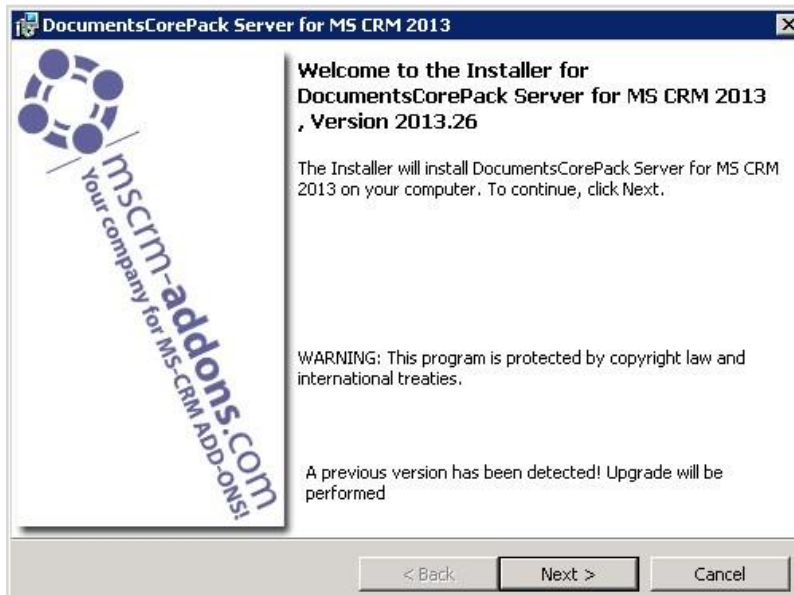 DocumentsCorePack Server for MS CRM 2013
mscrm-addons.com
Your company for MS-CRM ADD-ONS!
Welcome to the Installer for
DocumentsCorePack Server for MS CRM 2013
, Version 2013.26
The Installer will install DocumentsCorePack Server for MS CRM
2013 on your computer. To continue, click Next.
WARNING: This program is protected by copyright law and
international treaties.
A previous version has been detected! Upgrade will be
performed
< Back
Next >
Cancel